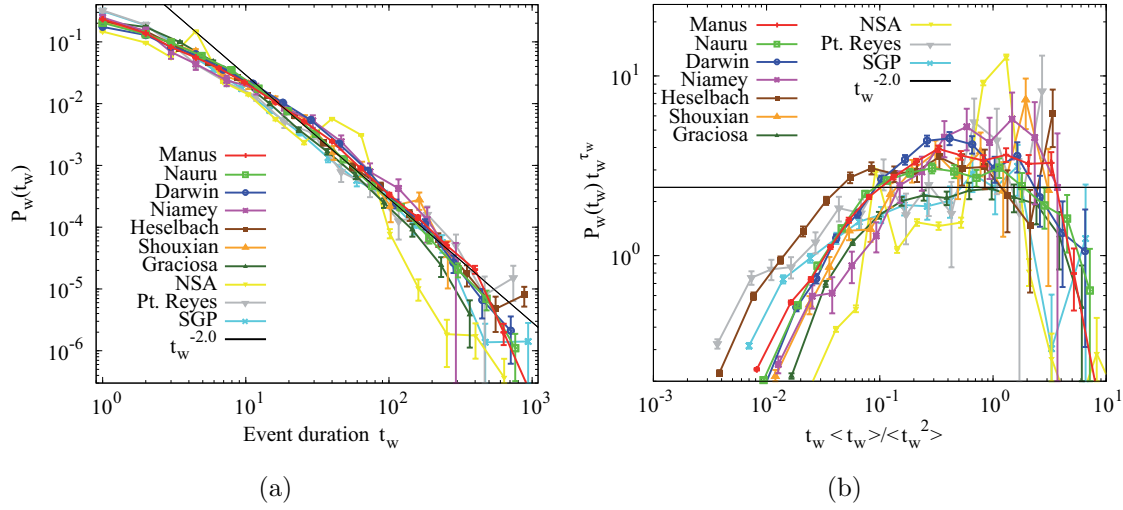 10^-1
10^-2
10^-3
10^-4
10^-5
10^-6
P_w(t_w)
Manus
Nauru
Darwin
Niamey
Heselbach
Shouxian
Graciosa
NSA
Pt. Reyes
SGP
t_w^-2.0
10^0 10^1 10^2 10^3
Event duration t_w
(a)
Manus NSA
Nauru Pt. Reyes
Darwin SGP
Niamey t_w^-2.0
Heselbach
Shouxian
Graciosa
10^1
10^0
P_w(t_w) t_w^τ_w
10^-3 10^-2 10^-1 10^0 10^1
t_w <t_w>/<t_w^2>
(b)